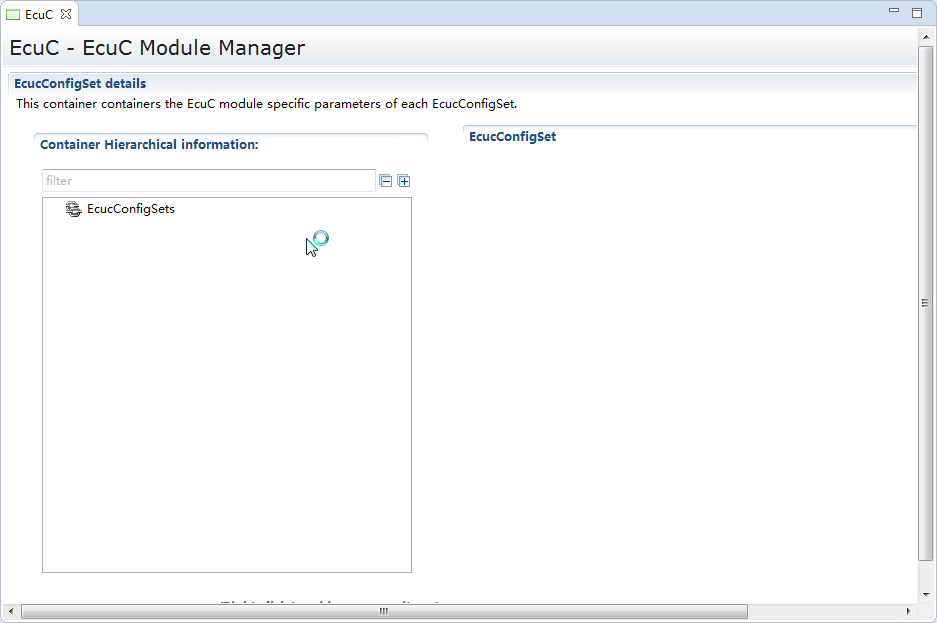 EcuC
EcuC - EcuC Module Manager
EcucConfigSet details
This container containers the EcuC module specific parameters of each EcucConfigSet.
Container Hierarchical information:
EcucConfigSet
filter
EcucConfigSets